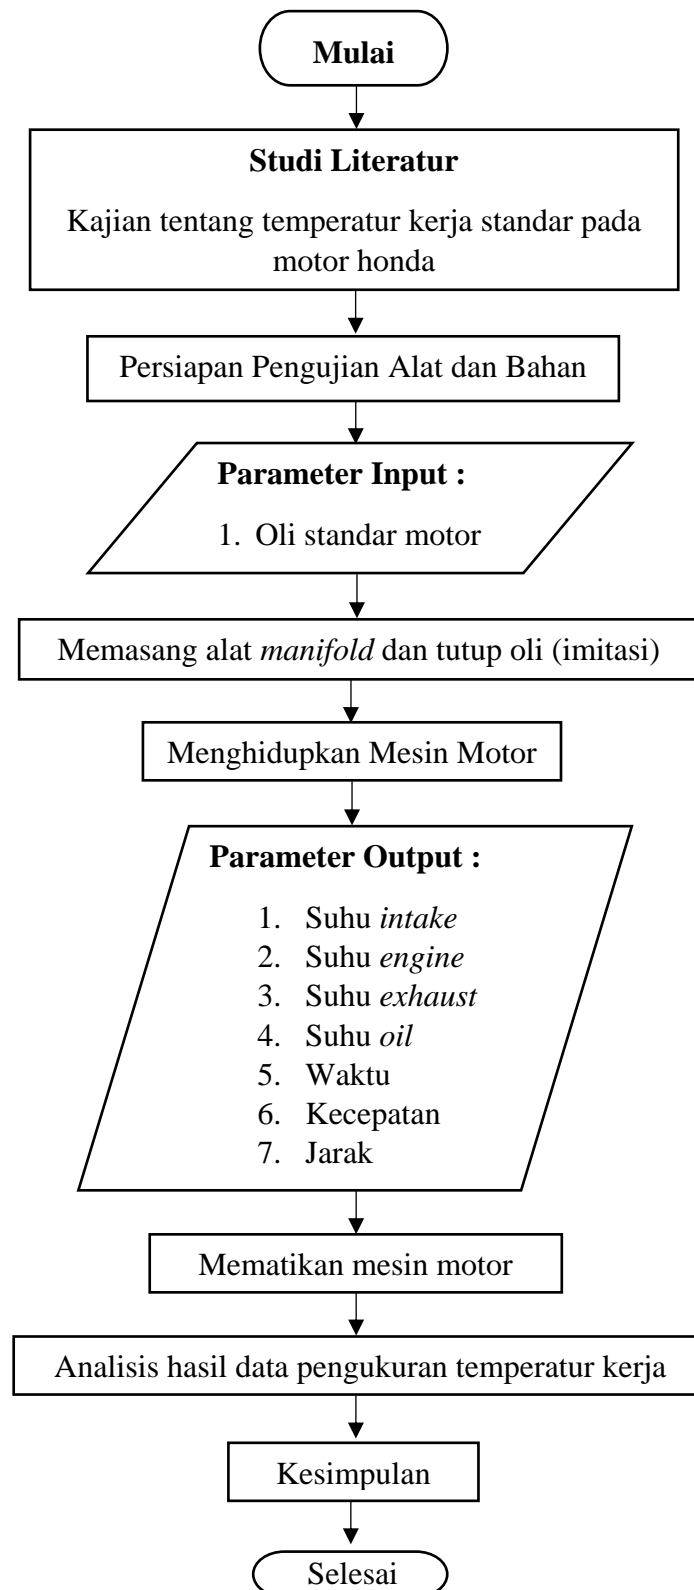 Mulai
Studi Literatur
Kajian tentang temperatur kerja standar pada
motor honda
Persiapan Pengujian Alat dan Bahan
Parameter Input :
1. Oli standar motor
Memasang alat manifold dan tutup oli (imitasi)
Menghidupkan Mesin Motor
Parameter Output :
1. Suhu intake
2. Suhu engine
3. Suhu exhaust
4. Suhu oil
5. Waktu
6. Kecepatan
7. Jarak
Mematikan mesin motor
Analisis hasil data pengukuran temperatur kerja
Kesimpulan
Selesai